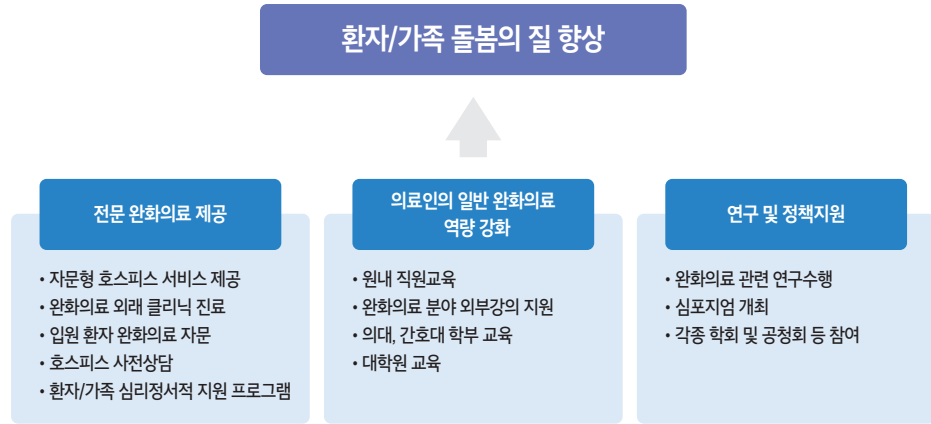 환자/가족 돌봄의 질 향상
전문 완화의료 제공
• 자문형 호스피스 서비스 제공
• 완화의료 외래 클리닉 진료
• 입원 환자 완화의료 자문
• 호스피스 사전상담
• 환자/가족 심리정서적 지원 프로그램
의료인의 일반 완화의료
역량 강화
• 원내 직원교육
• 완화의료 분야 외부강의 지원
• 의대, 간호대 학부 교육
• 대학원 교육
연구 및 정책지원
• 완화의료 관련 연구수행
• 심포지엄 개최
• 각종 학회 및 공청회 등 참여